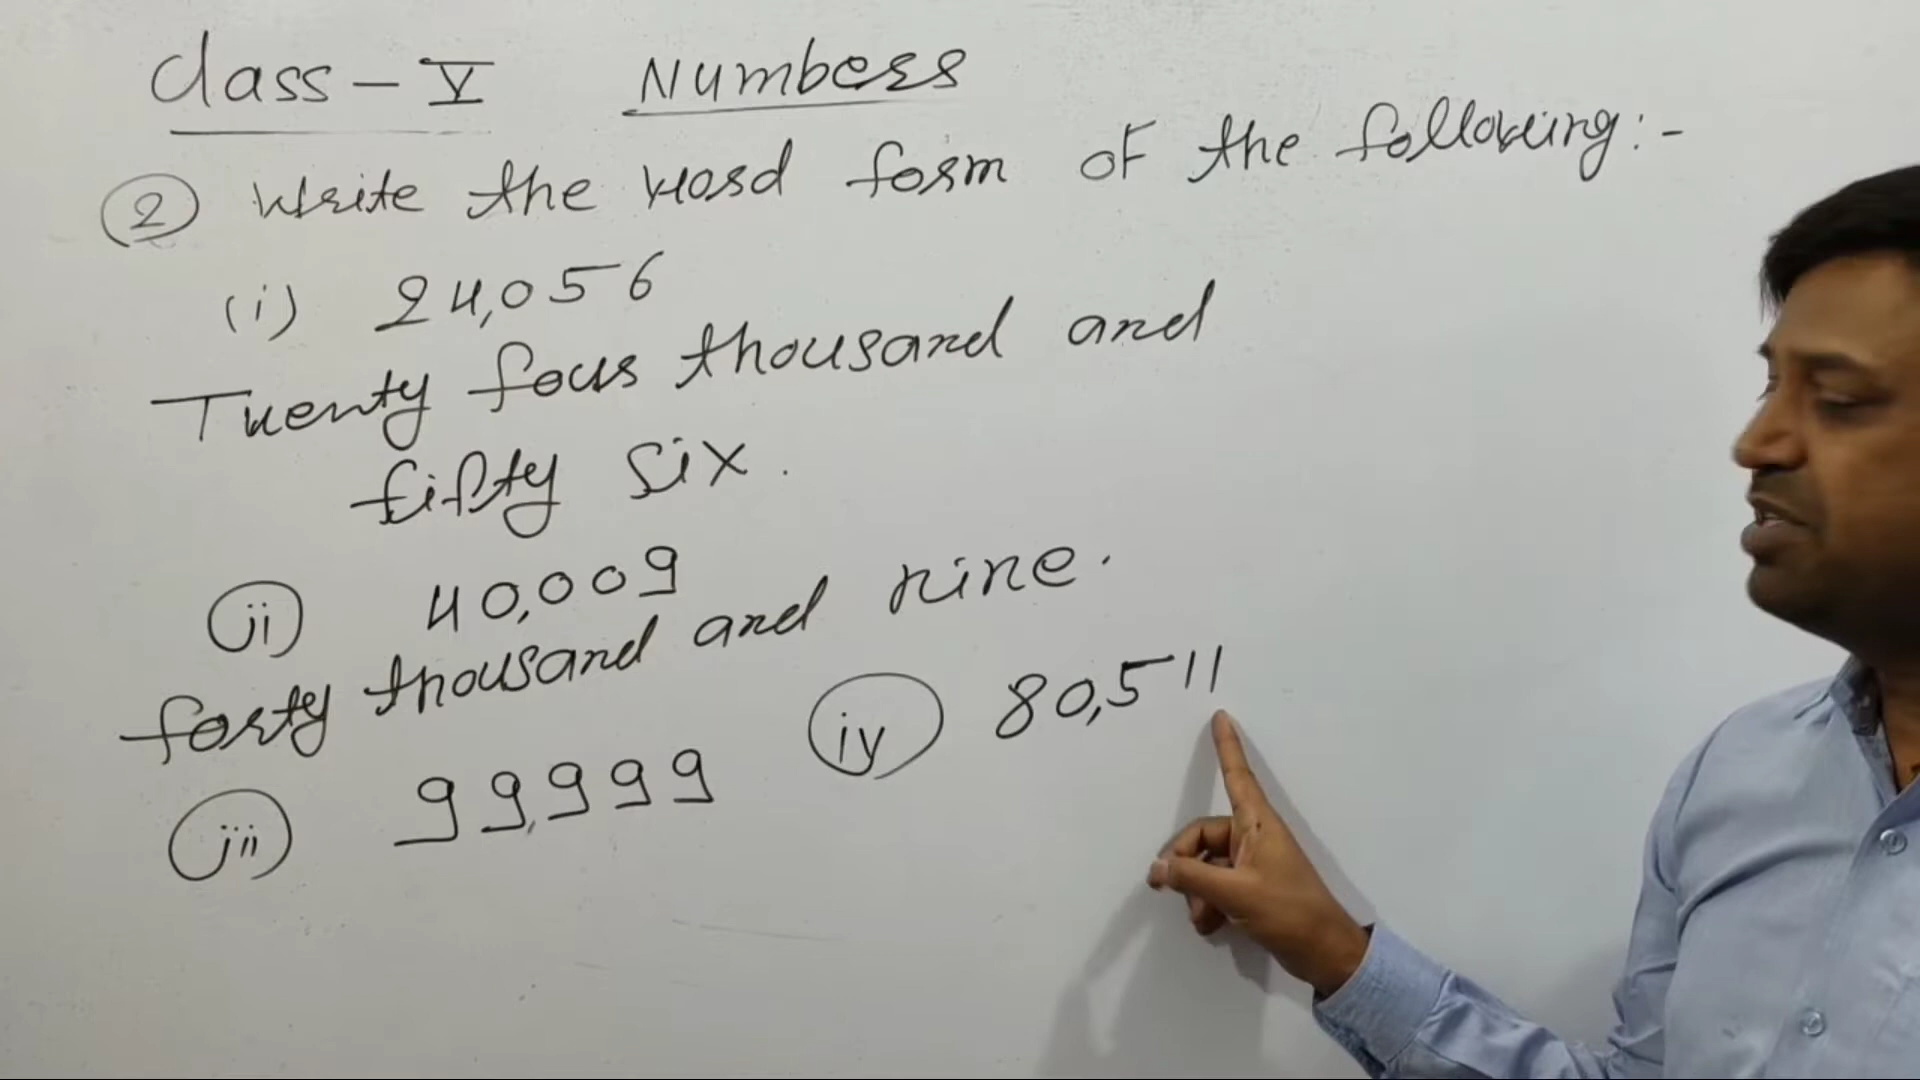 Class - V Numbers
(2) Write the word form of the following:-
(i) 24,056
Twenty four thousand and
fifty six.
(ii) 40,009
forty thousand and nine.
(iii) 99,999
(iv) 80,511